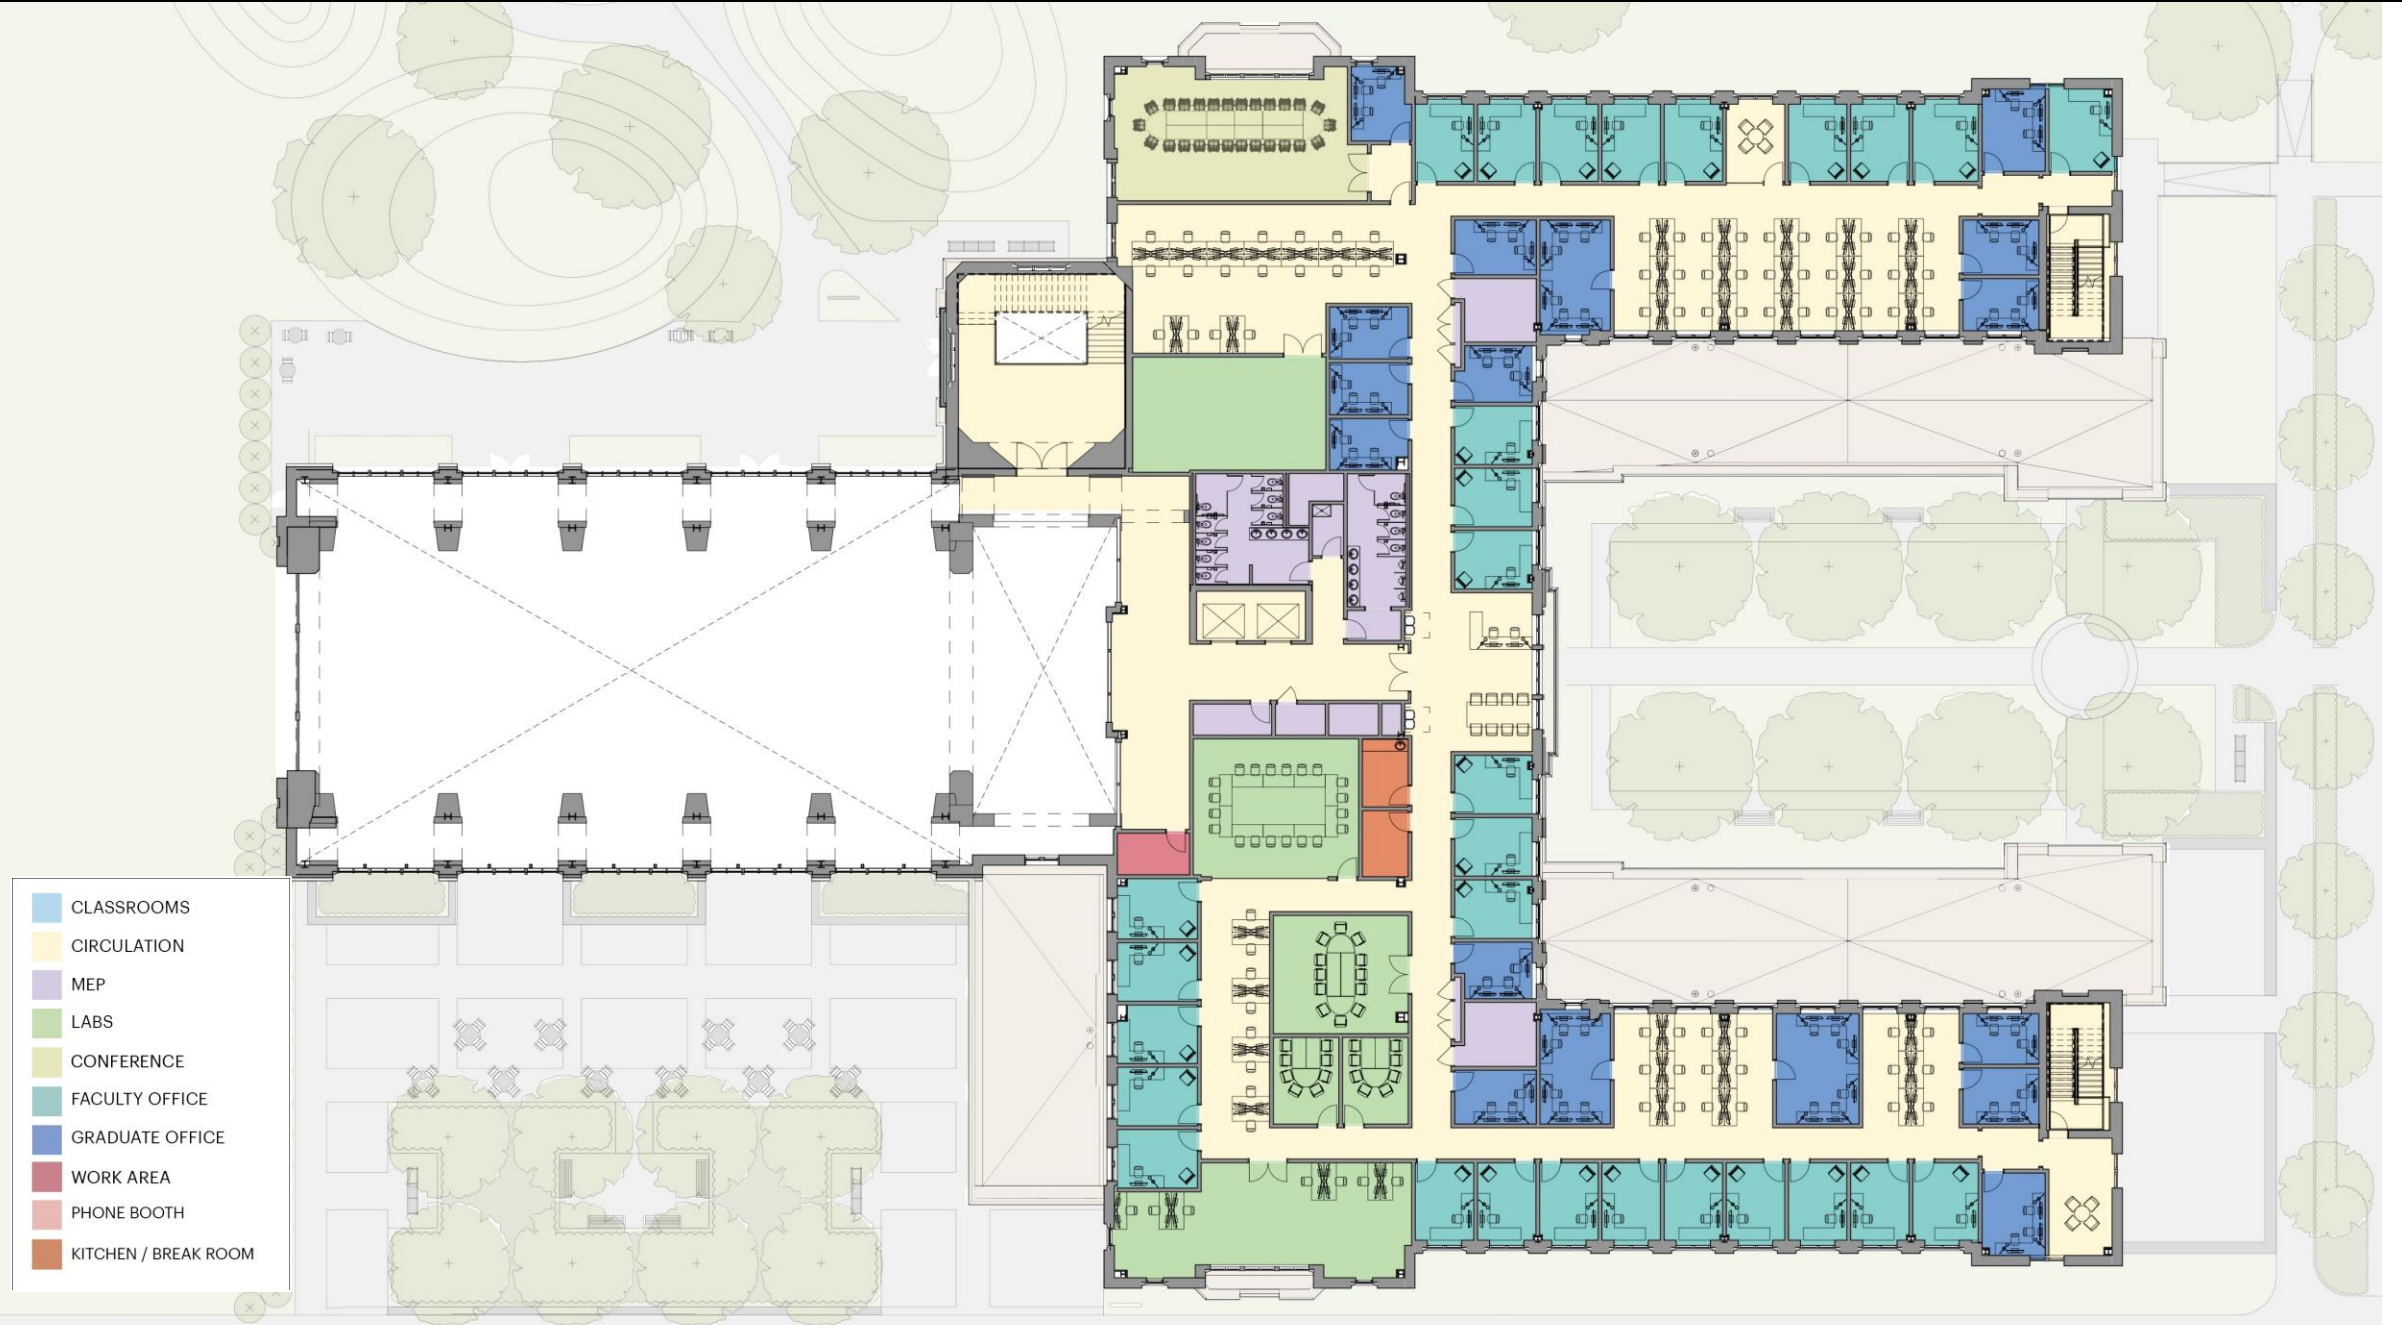 CLASSROOMS
CIRCULATION
MEP
LABS
CONFERENCE
FACULTY OFFICE
GRADUATE OFFICE
WORK AREA
PHONE BOOTH
KITCHEN / BREAK ROOM